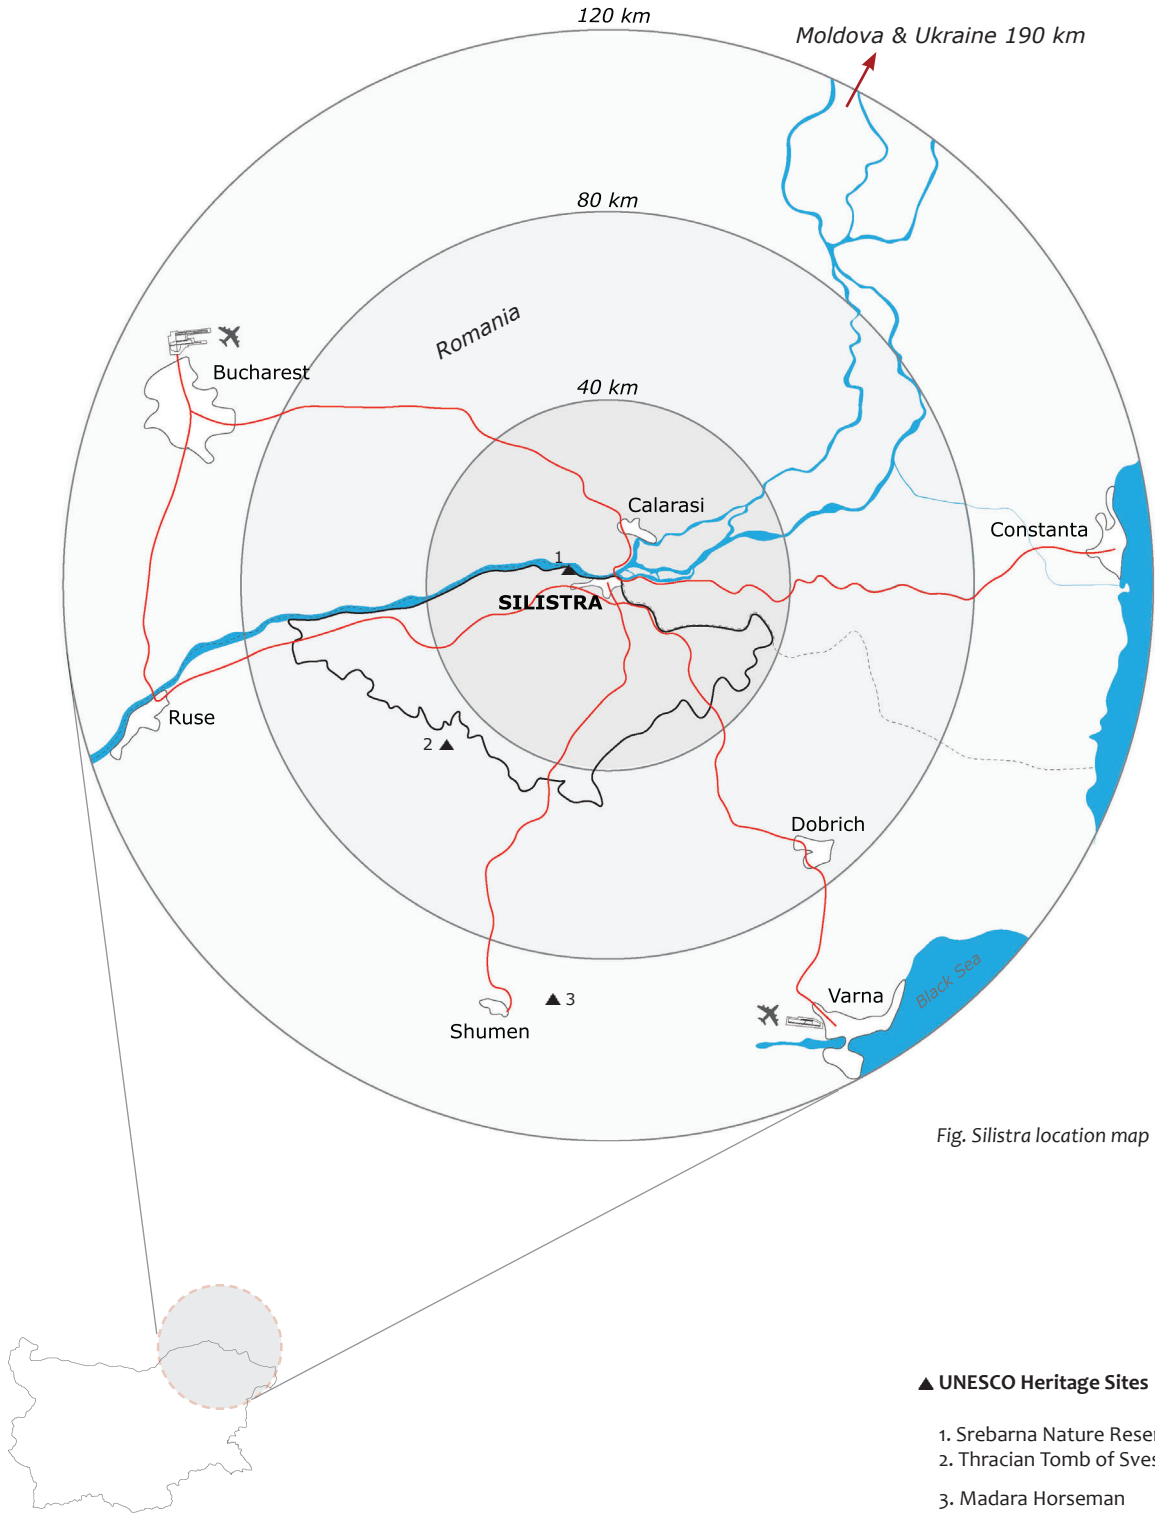 120 km
Moldova & Ukraine 190 km
80 km
Romania
Bucharest
40 km
Calarasi
Constanta
1
SILISTRA
Ruse
2
Dobrich
Black Sea
Varna
3
Shumen
Fig. Silistra location map
UNESCO Heritage Sites
1. Srebarna Nature
2. Thracian Tomb of
3. Madara Horseman